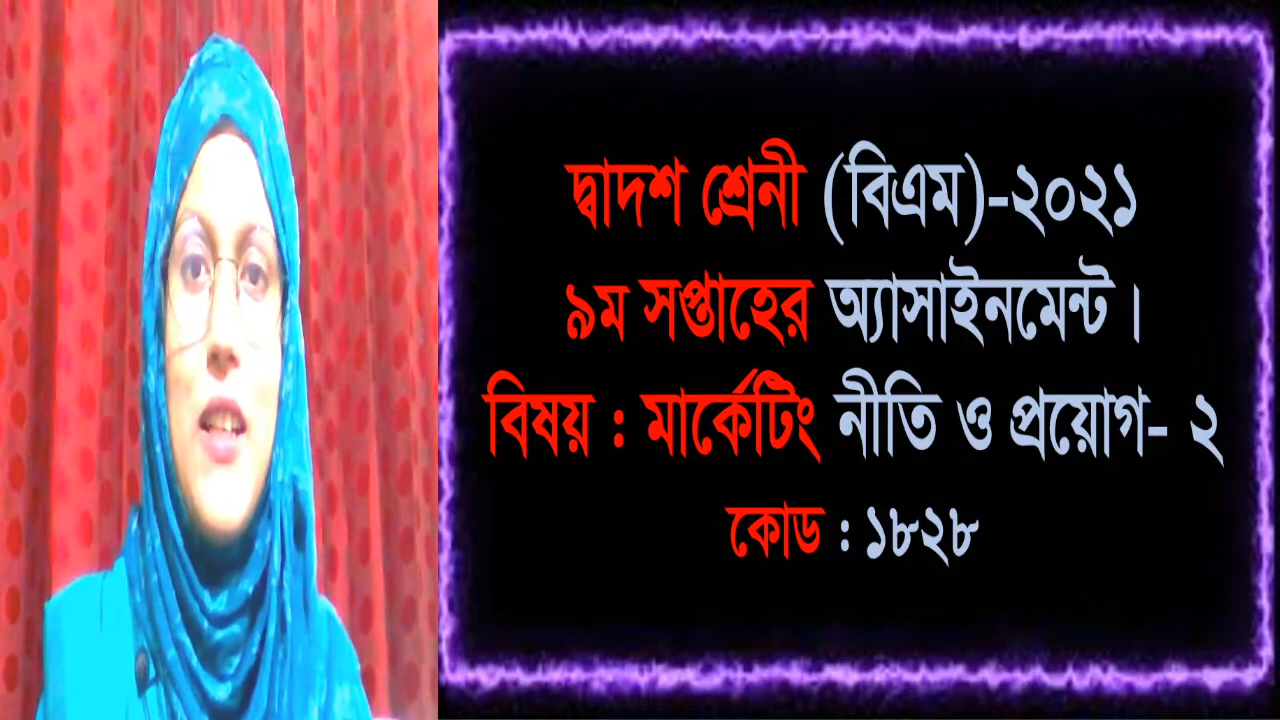 দ্বাদশ শ্রেনী (বিএম)-২০২১
৯ম সপ্তাহের অ্যাসাইনমেন্ট।
বিষয় : মার্কেটিং নীতি ও প্রয়োগ- ২
কোড : ১৮২৮